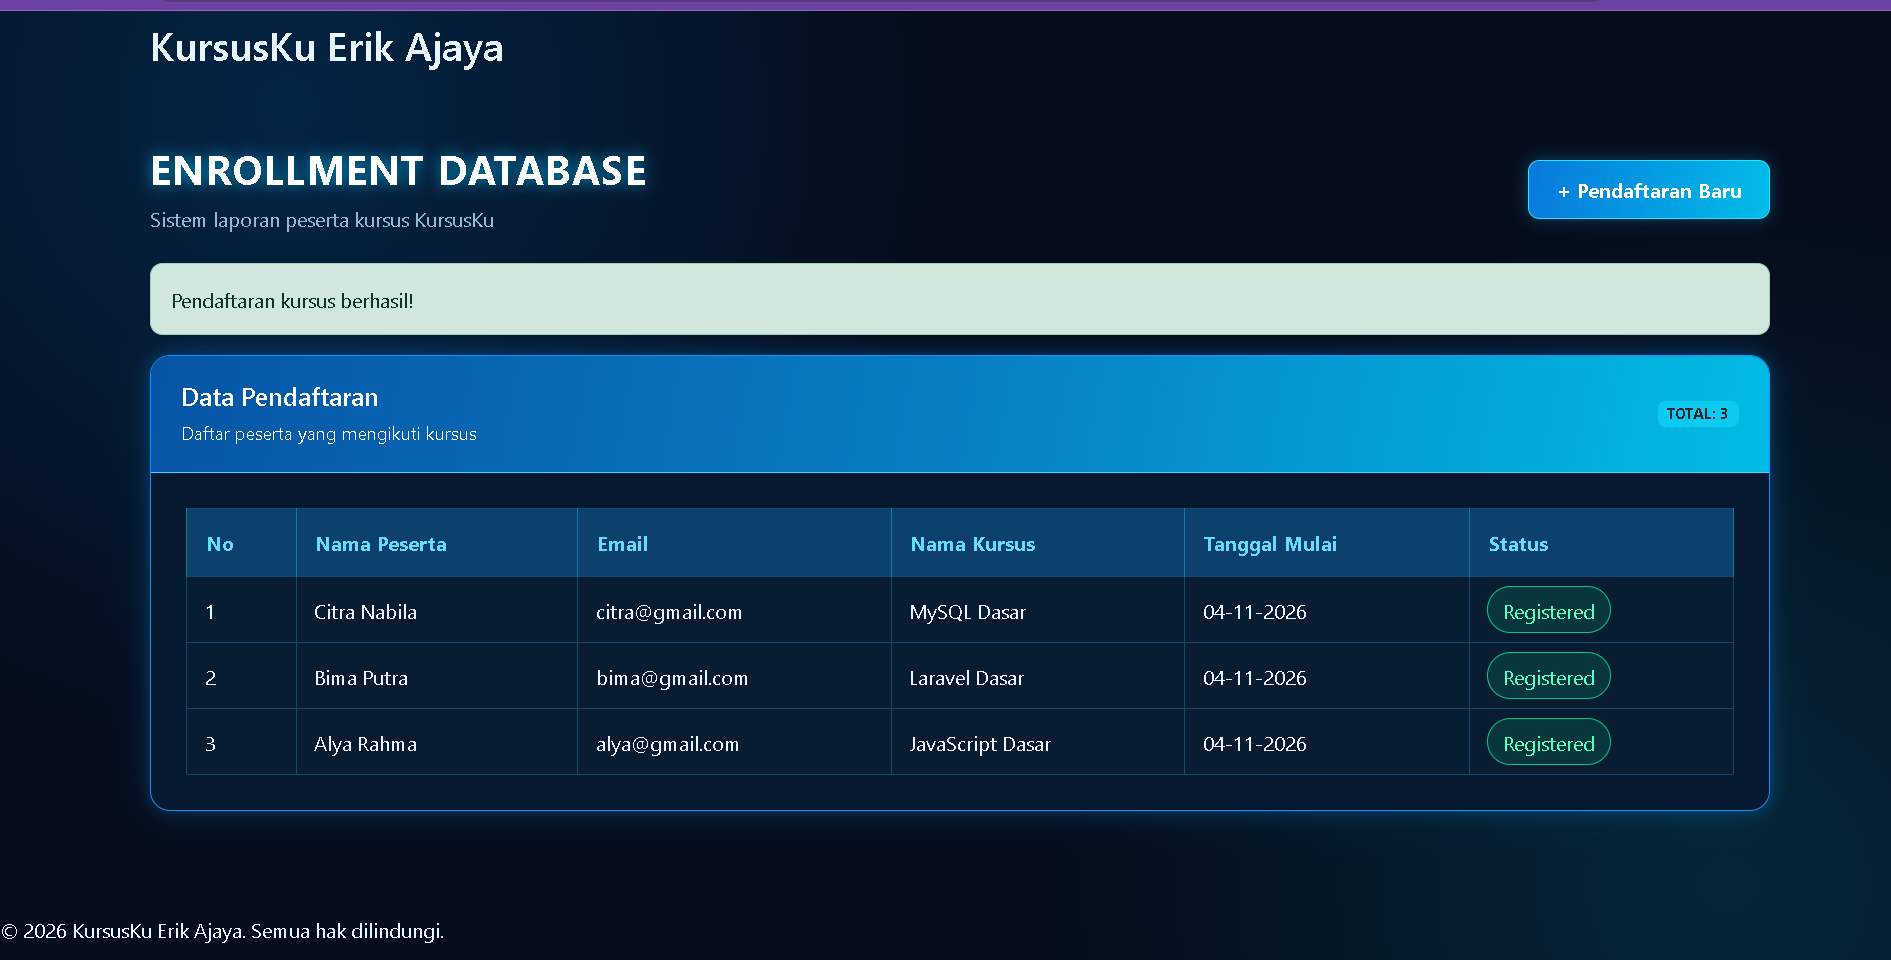 KursusKu Erik Ajaya
ENROLLMENT DATABASE
Sistem laporan peserta kursus KursusKu
+ Pendaftaran Baru
Pendaftaran kursus berhasil!
Data Pendaftaran
Daftar peserta yang mengikuti kursus
TOTAL: 3
No Nama Peserta Email Nama Kursus Tanggal Mulai Status
1 Citra Nabila citra@gmail.com MySQL Dasar 04-11-2026 Registered
2 Bima Putra bima@gmail.com Laravel Dasar 04-11-2026 Registered
3 Alya Rahma alya@gmail.com JavaScript Dasar 04-11-2026 Registered
© 2026 KursusKu Erik Ajaya. Semua hak dilindungi.